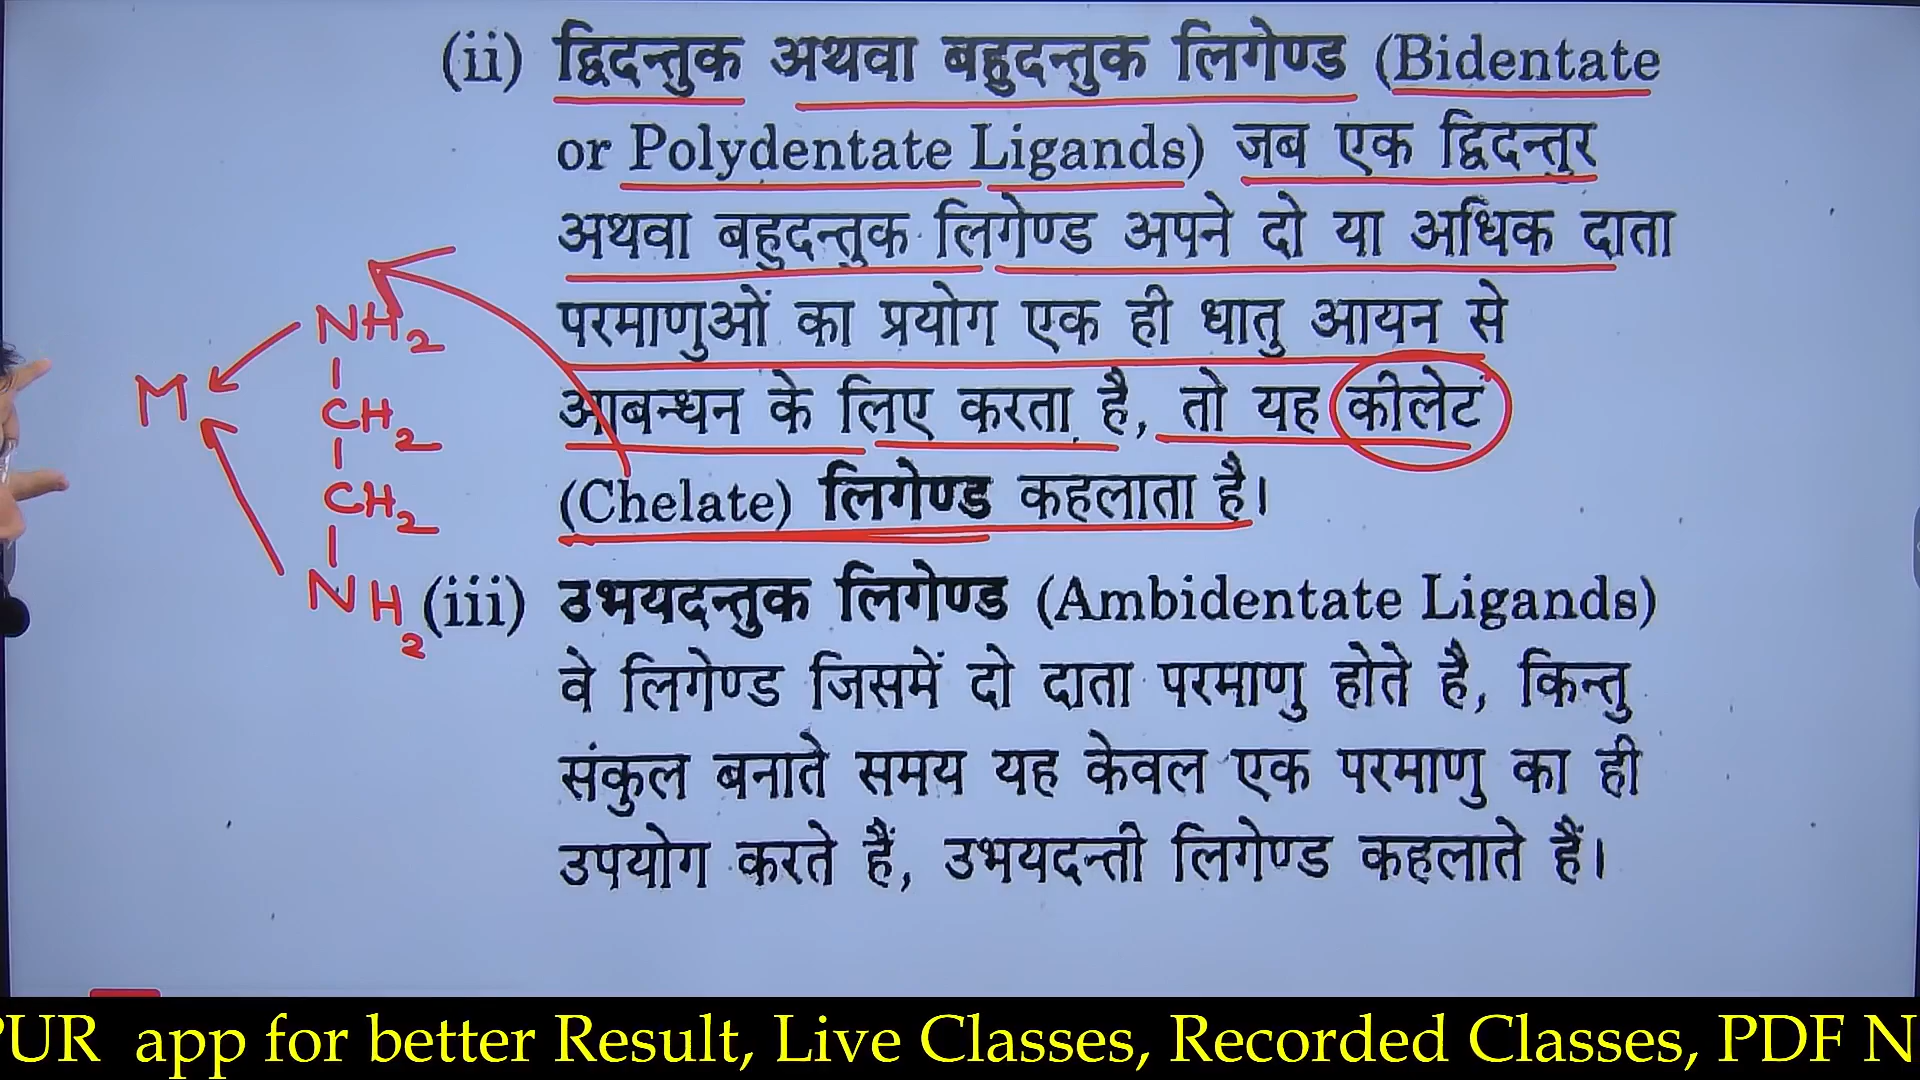 (ii) द्विदन्तुक अथवा बहुदन्तुक लिगेण्ड (Bidentate
or Polydentate Ligands) जब एक द्विदन्तुर
अथवा बहुदन्तुक लिगेण्ड अपने दो या अधिक दाता
परमाणुओं का प्रयोग एक ही धातु आयन से
आबन्धन के लिए करता है, तो यह कीलेट
(Chelate) लिगेण्ड कहलाता है।
M
NH2
CH2
CH2
NH2
(iii) उभयदन्तुक लिगेण्ड (Ambidentate Ligands)
वे लिगेण्ड जिसमें दो दाता परमाणु होते है, किन्तु
संकुल बनाते समय यह केवल एक परमाणु का ही
उपयोग करते हैं, उभयदन्ती लिगेण्ड कहलाते हैं।
PUR app for better Result, Live Classes, Recorded Classes, PDF N